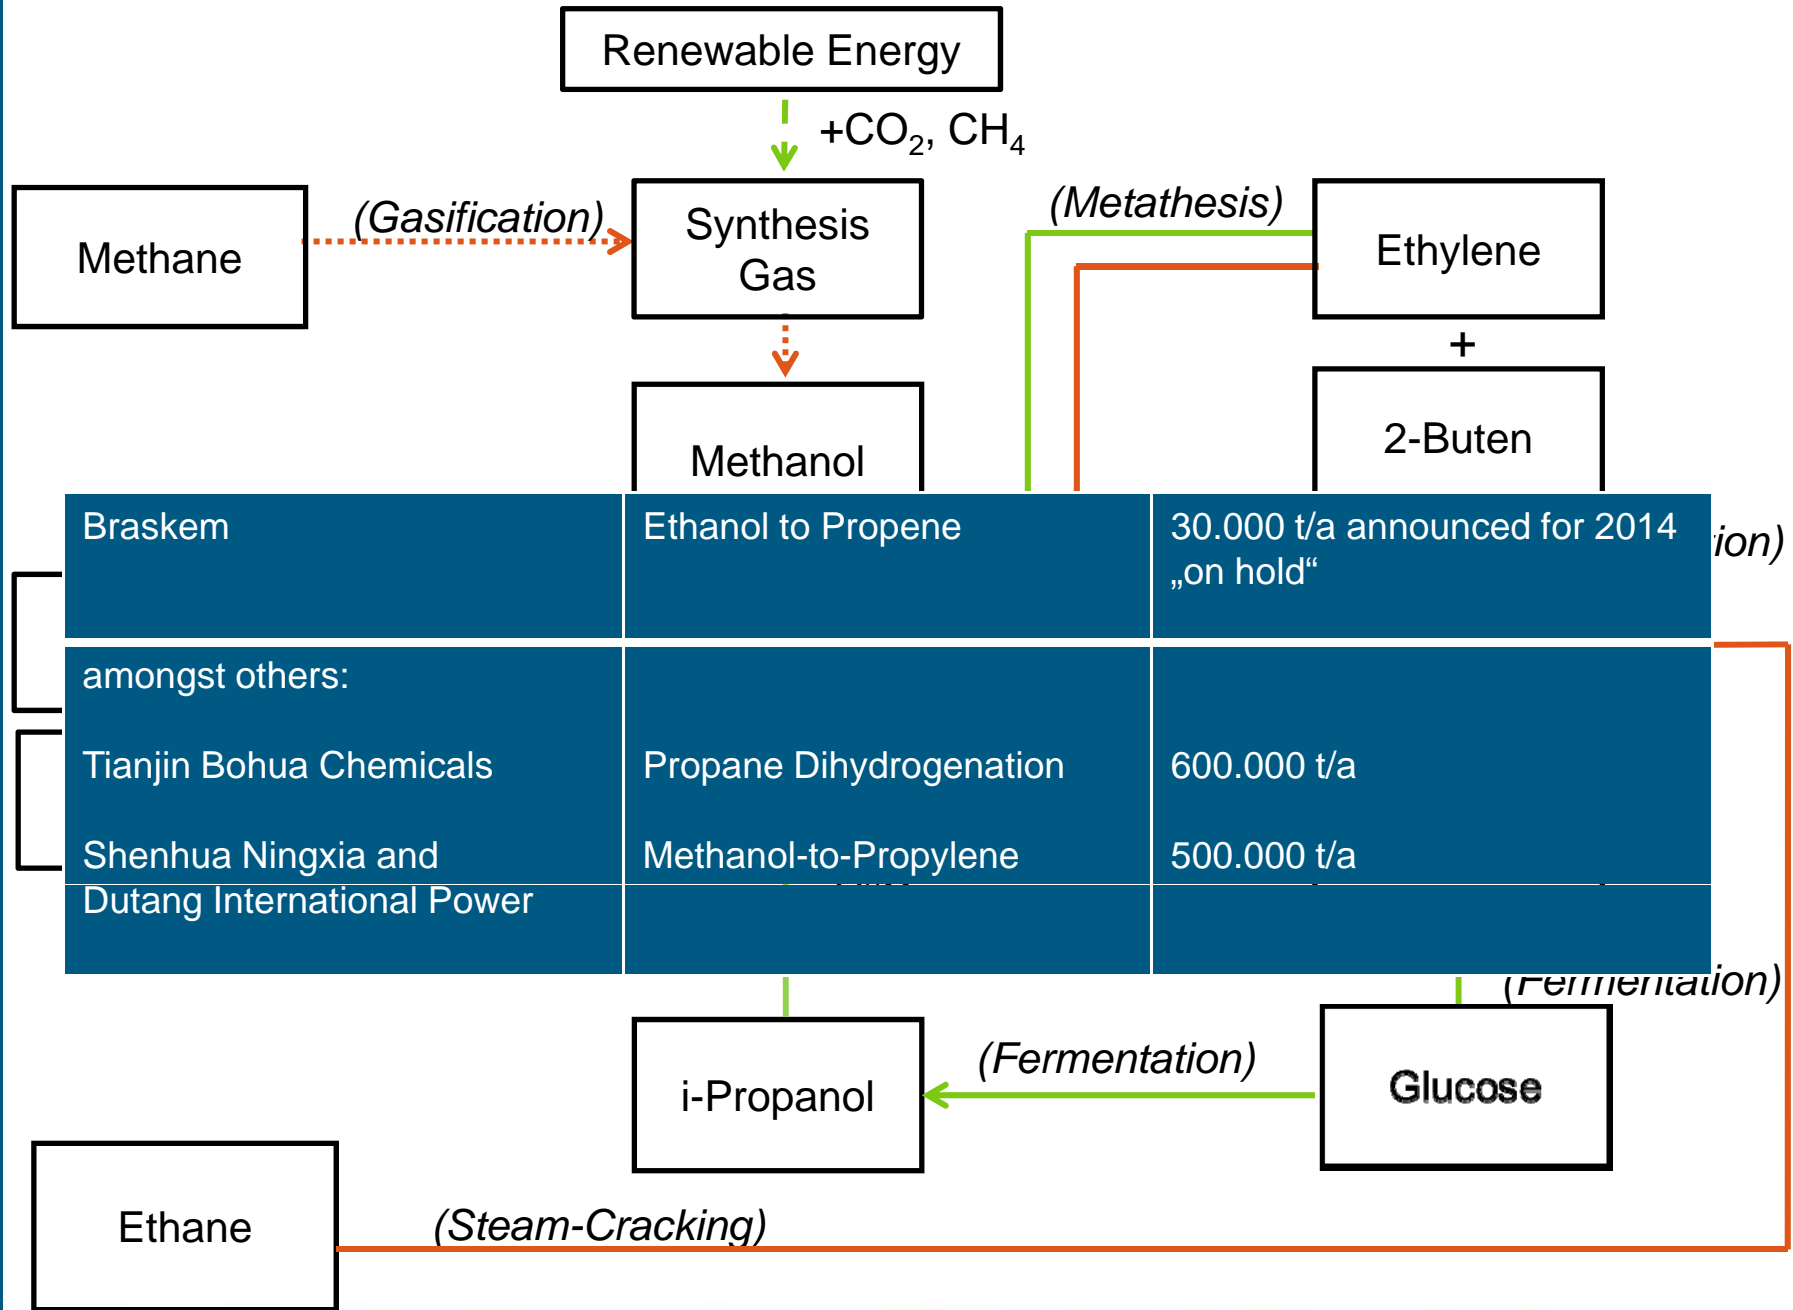 Renewable Energy
+CO₂, CH₄
Methane
(Gasification)
Synthesis
Gas
(Metathesis)
Ethylene
+
Methanol
2-Buten
Braskem
Ethanol to Propene
30.000 t/a announced for 2014
„on hold“
amongst others:
Tianjin Bohua Chemicals
Propane Dihydrogenation
600.000 t/a
Shenhua Ningxia and
Dutang International Power
Methanol-to-Propylene
500.000 t/a
(Fermentation)
i-Propanol
(Fermentation)
Glucose
Ethane
(Steam-Cracking)